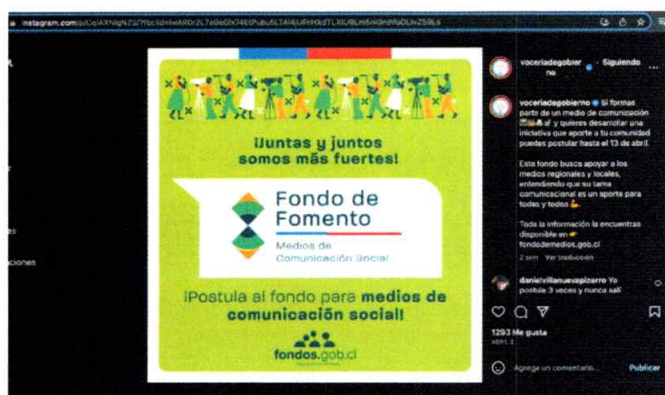 instagram.com
¡Juntas y juntos
somos más fuertes!
Fondo de
Fomento
Medios de
Comunicación Social
¡Postula al fondo para medios de
comunicación social!
fondos.gob.cl
voceriadegobier • Siguiendo
no
voceriadegobierno Si formas
parte de un medio de comunicación
y quieres desarrollar una
iniciativa que aporte a tu comunidad
puedes postular hasta el 13 de abril.
Este fondo busca apoyar a los
medios regionales y locales,
entendiendo que su tarea
comunicacional es un aporte para
todas y todos
Toda la información la encuentras
disponible en
fondodemedios.gob.cl
2 sem Ver traducción
danielvillanuevapizarro Yo
postule 3 veces y nunca salí
1293 Me gusta
Agrega un comentario...
Publicar
es
aciones